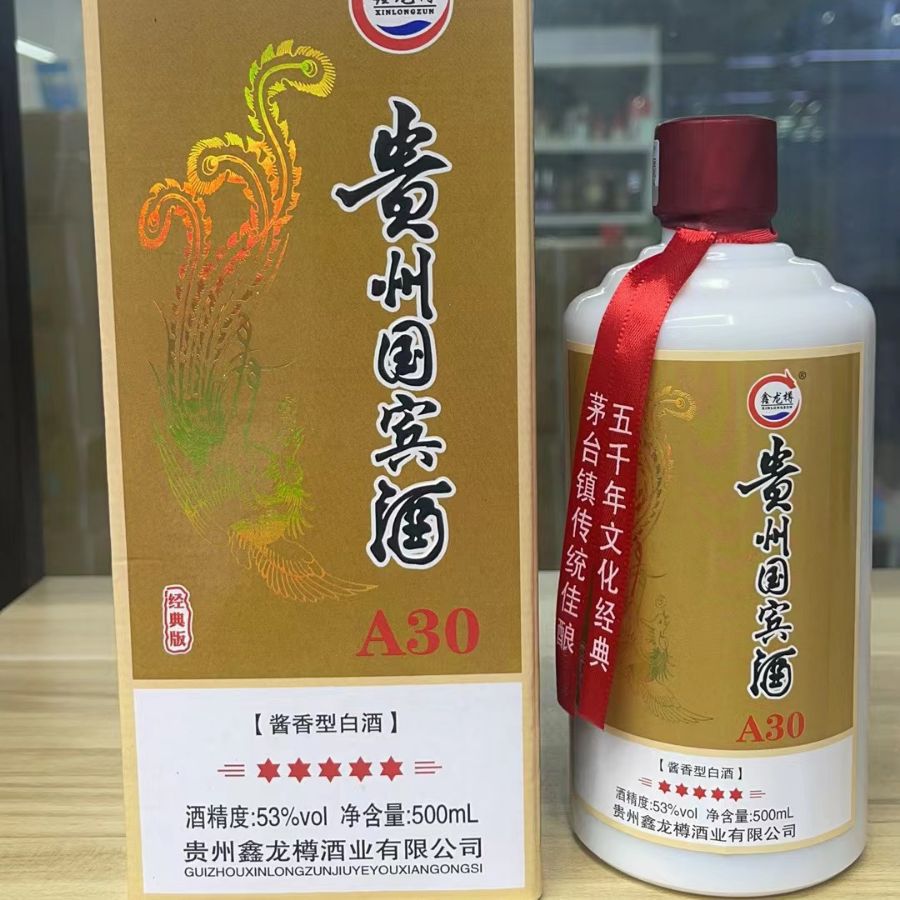 鑫龙樽
XINLONGZUN
贵州国宾酒
A30
经典版
【酱香型白酒】
酒精度:53%vol 净含量:500mL
贵州鑫龙樽酒业有限公司
GUIZHOUXINLONGZUNJIUYEYOUXIANGONGSI
五千年文化经典
茅台镇传统佳酿
鑫龙樽
®
XINLONGZUN
贵州国宾酒
A30
【酱香型白酒】
酒精度:53%vol 净含量:500mL
贵州鑫龙樽酒业有限公司